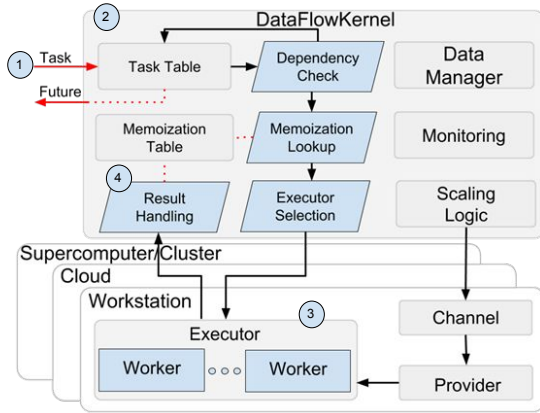 2
DataFlowKernel
1
Task
Future
Task Table
Dependency
Check
Data
Manager
Memoization
Table
Memoization
Lookup
Monitoring
4
Result
Handling
Executor
Selection
Scaling
Logic
Supercomputer/Cluster
Cloud
Workstation
3
Executor
Worker
Worker
Channel
Provider